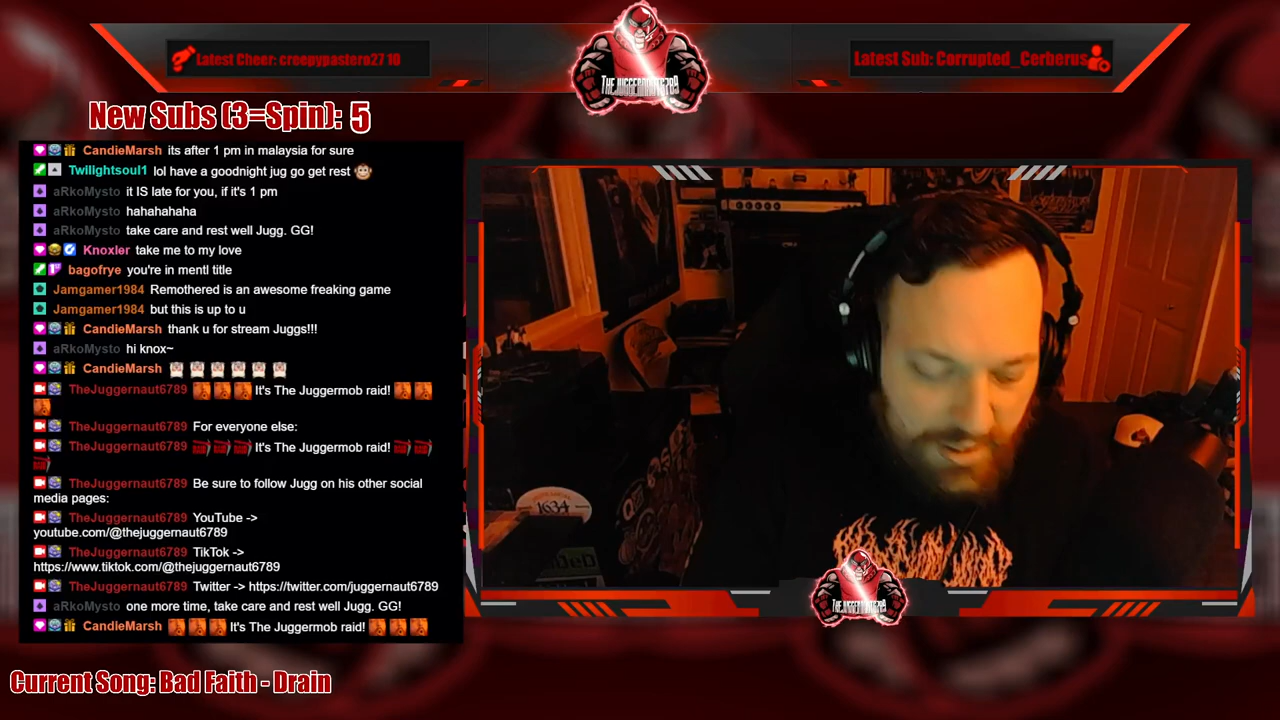 Latest Cheer: creepypastero27 10
THEJUGGERNAUT6789
Latest Sub: Corrupted_Cerberus
New Subs (3=Spin): 5
CandieMarsh its after 1 pm in malaysia for sure
Twilightsoul1 lol have a goodnight jug go get rest
aRkoMysto it IS late for you, if it's 1 pm
aRkoMysto hahahahaha
aRkoMysto take care and rest well Jugg. GG!
Knoxler take me to my love
bagofrye you're in mentl title
Jamgamer1984 Remothered is an awesome freaking game
Jamgamer1984 but this is up to u
CandieMarsh thank u for stream Juggs!!!
aRkoMysto hi knox~
CandieMarsh
TheJuggernaut6789 It's The Juggermob raid!
TheJuggernaut6789 For everyone else:
TheJuggernaut6789 It's The Juggermob raid!
TheJuggernaut6789 Be sure to follow Jugg on his other social
media pages:
TheJuggernaut6789 YouTube ->
youtube.com/@thejuggernaut6789
TheJuggernaut6789 TikTok ->
https://www.tiktok.com/@thejuggernaut6789
TheJuggernaut6789 Twitter -> https://twitter.com/juggernaut6789
aRkoMysto one more time, take care and rest well Jugg. GG!
CandieMarsh It's The Juggermob raid!
1634
THEJUGGERNAUT6789
Current Song: Bad Faith - Drain